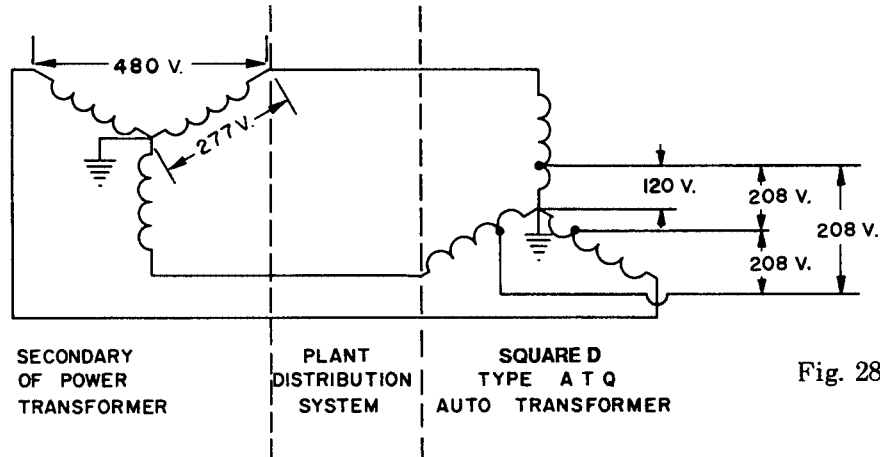 480 V.
277 V.
120 V.
208 V.
208 V.
208 V.
SECONDARY
OF POWER
TRANSFORMER
PLANT
DISTRIBUTION
SYSTEM
SQUARE D
TYPE A T Q
AUTO TRANSFORMER
Fig. 28